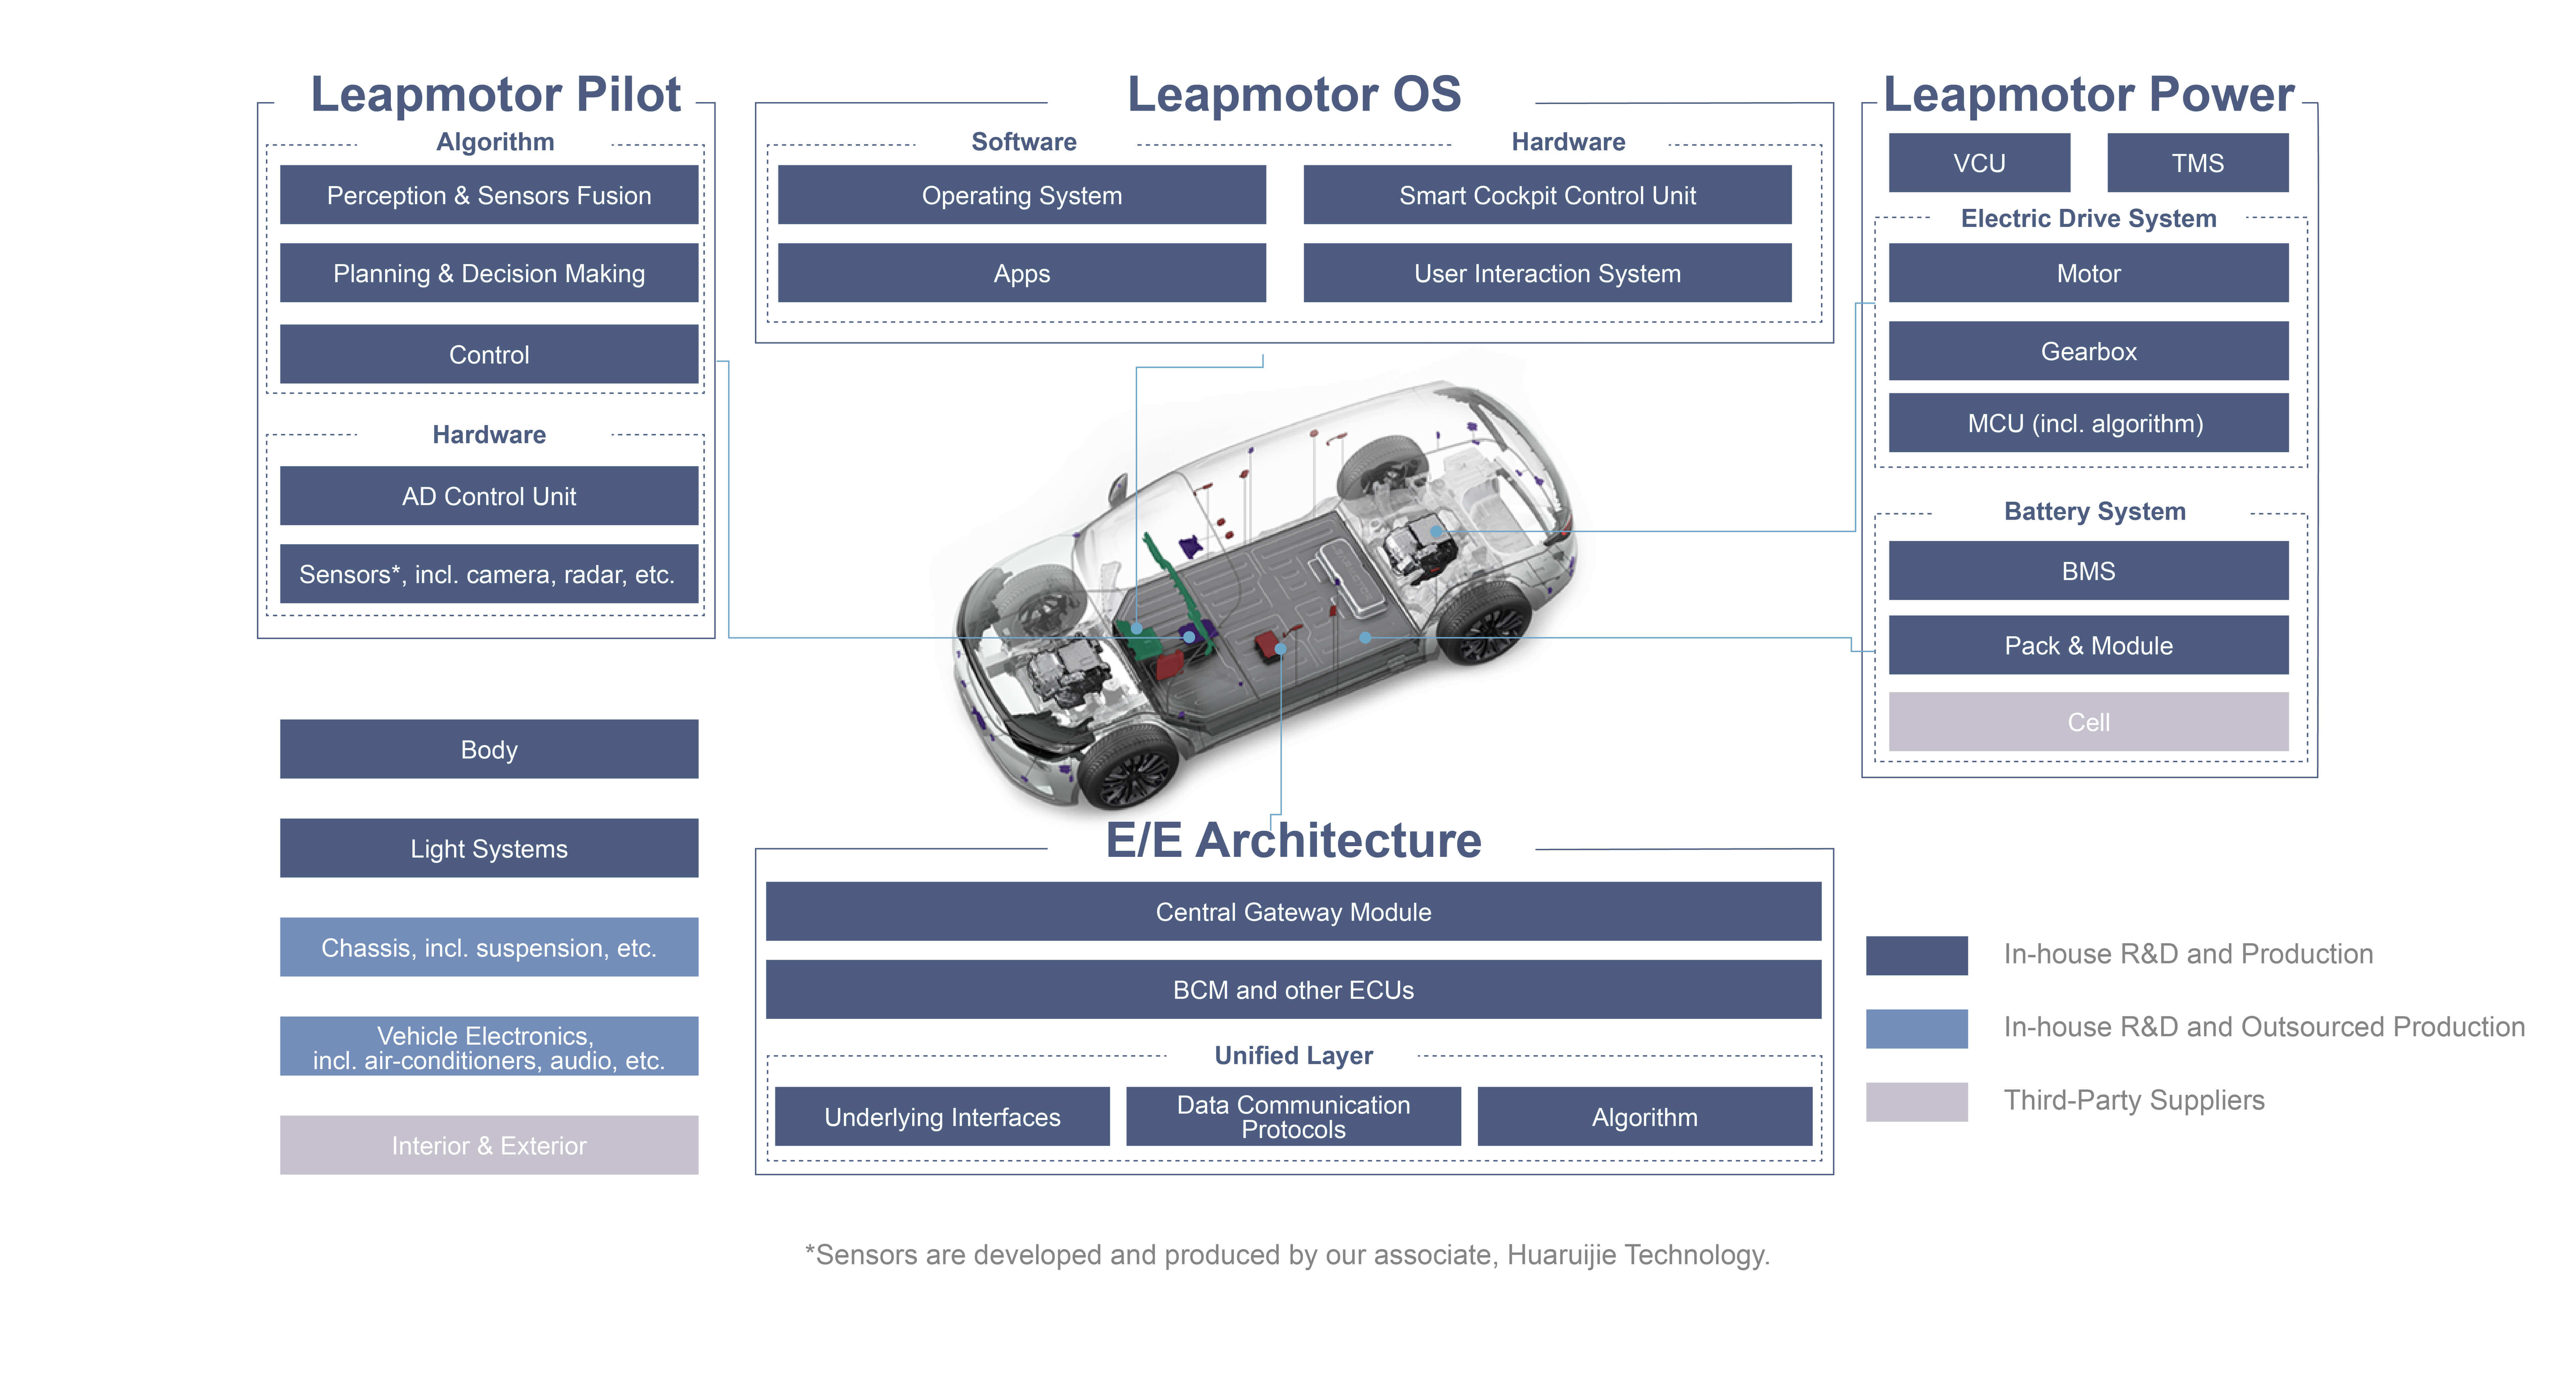 Leapmotor Pilot
Algorithm
Perception & Sensors Fusion
Planning & Decision Making
Control
Hardware
AD Control Unit
Sensors*, incl. camera, radar, etc.
Leapmotor OS
Software
Operating System
Apps
Hardware
Smart Cockpit Control Unit
User Interaction System
Leapmotor Power
VCU
TMS
Electric Drive System
Motor
Gearbox
MCU (incl. algorithm)
Battery System
BMS
Pack & Module
Cell
Body
Light Systems
Chassis, incl. suspension, etc.
Vehicle Electronics,
incl. air-conditioners, audio, etc.
Interior & Exterior
E/E Architecture
Central Gateway Module
BCM and other ECUs
Unified Layer
Underlying Interfaces
Data Communication
Protocols
Algorithm
In-house R&D and Production
In-house R&D and Outsourced Production
Third-Party Suppliers
*Sensors are developed and produced by our associate, Huaruijie Technology.